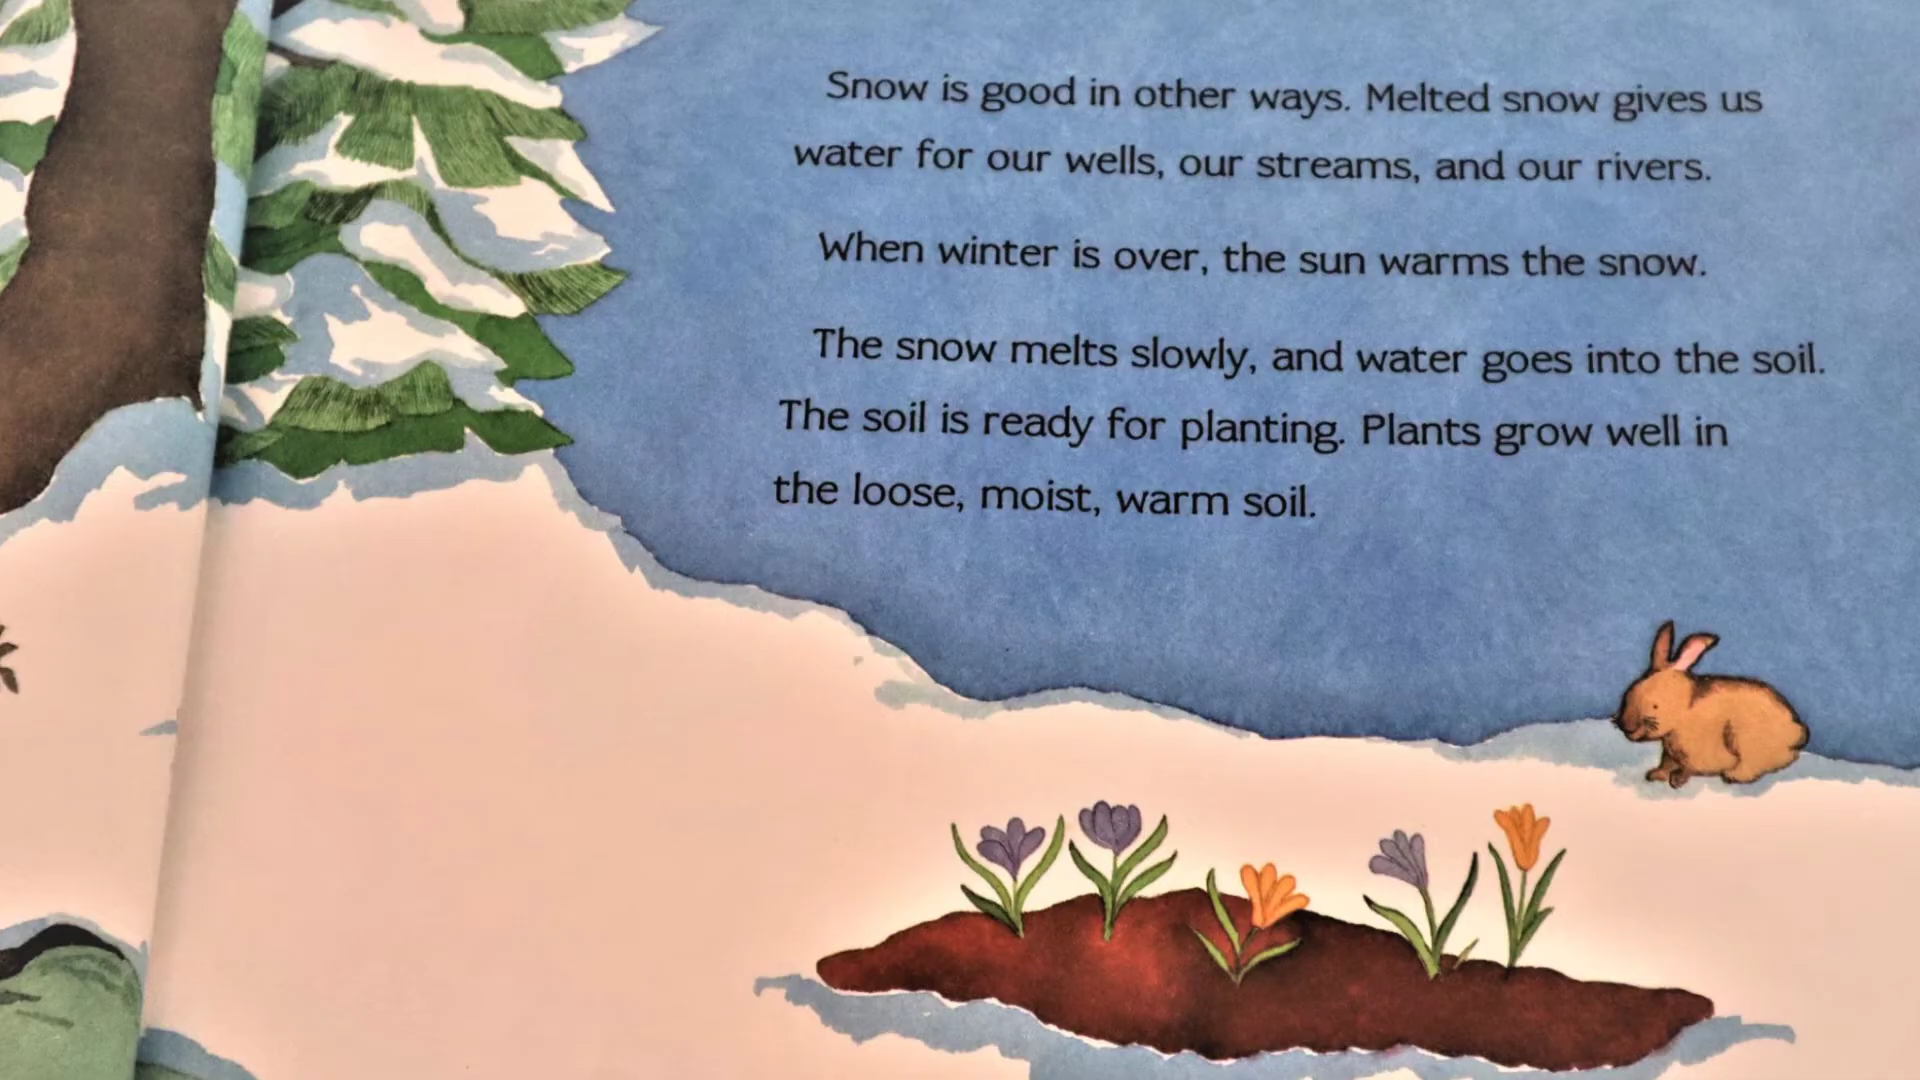 Snow is good in other ways. Melted snow gives us
water for our wells, our streams, and our rivers.
When winter is over, the sun warms the snow.
The snow melts slowly, and water goes into the soil.
The soil is ready for planting. Plants grow well in
the loose, moist, warm soil.